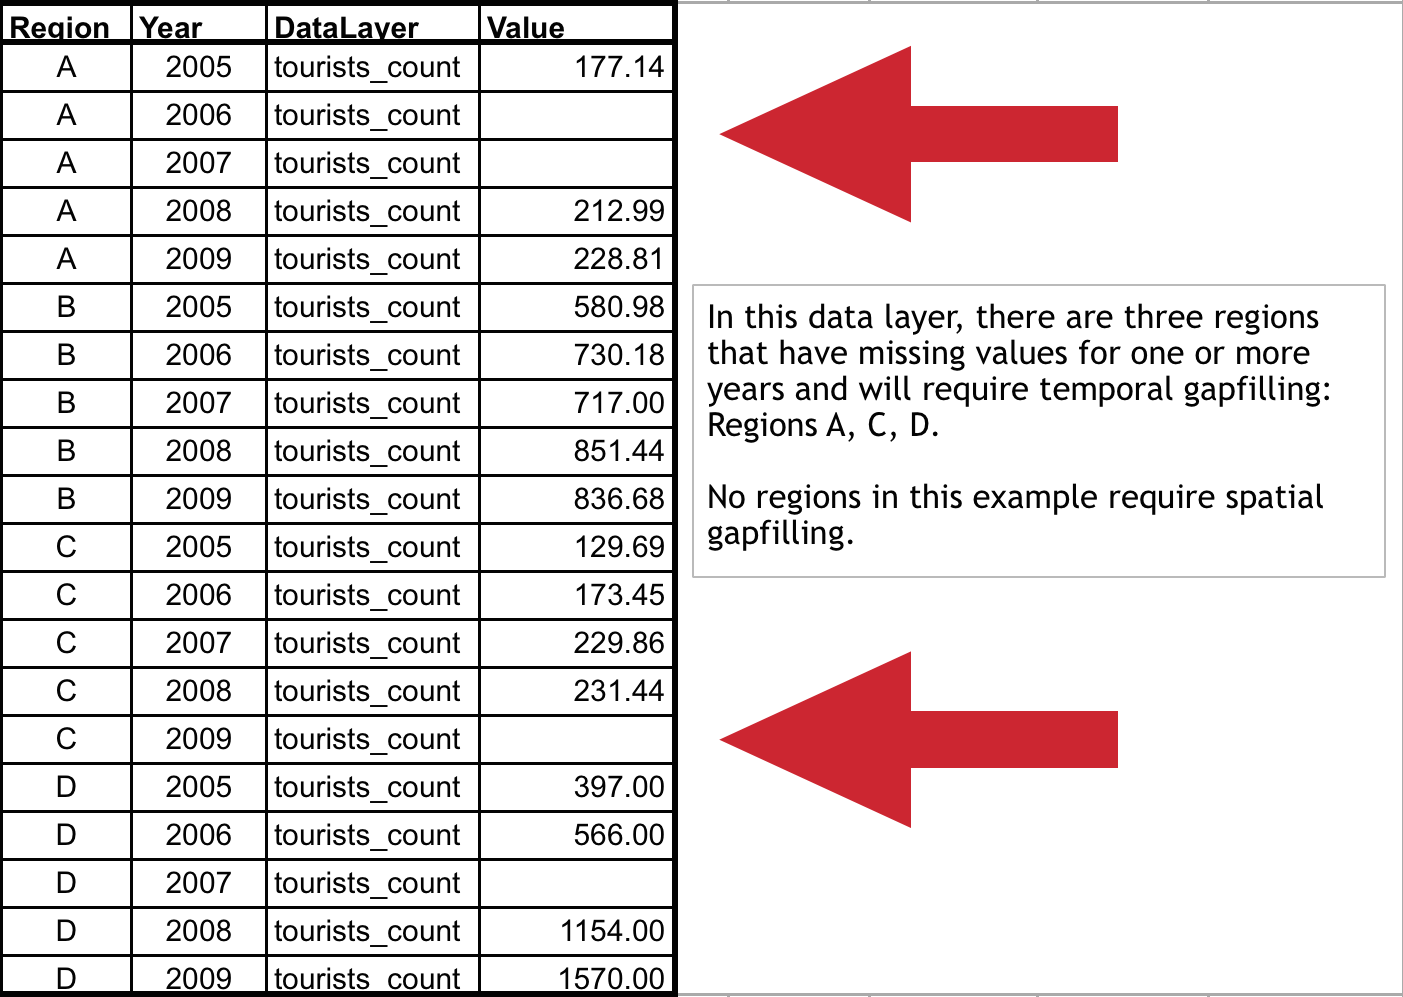 Region Year DataLayer Value
A 2005 tourists_count 177.14
A 2006 tourists_count
A 2007 tourists_count
A 2008 tourists_count 212.99
A 2009 tourists_count 228.81
B 2005 tourists_count 580.98
B 2006 tourists_count 730.18
B 2007 tourists_count 717.00
B 2008 tourists_count 851.44
B 2009 tourists_count 836.68
C 2005 tourists_count 129.69
C 2006 tourists_count 173.45
C 2007 tourists_count 229.86
C 2008 tourists_count 231.44
C 2009 tourists_count
D 2005 tourists_count 397.00
D 2006 tourists_count 566.00
D 2007 tourists_count
D 2008 tourists_count 1154.00
D 2009 tourists_count 1570.00
In this data layer, there are three regions
that have missing values for one or more
years and will require temporal gapfilling:
Regions A, C, D.
No regions in this example require spatial
gapfilling.